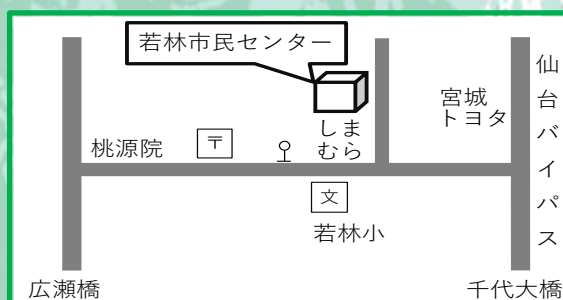 若林市民センター
仙台バイパス
宮城
トヨタ
しま
むら
桃源院
〒
文
若林小
広瀬橋
千代大橋